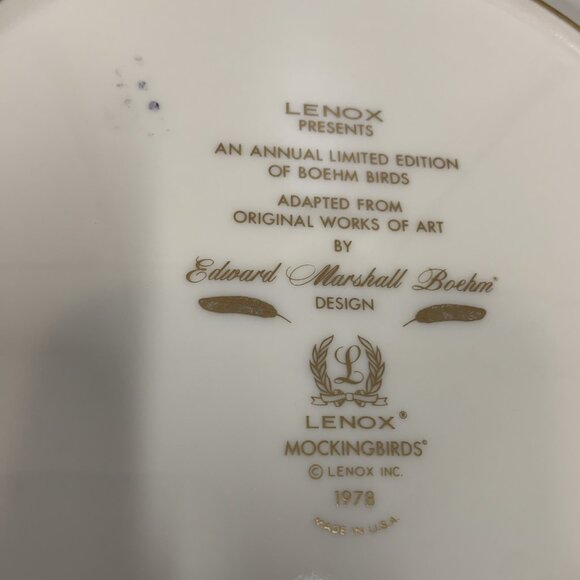 LENOX
PRESENTS
AN ANNUAL LIMITED EDITION
OF BOEHM BIRDS
ADAPTED FROM
ORIGINAL WORKS OF ART
BY
Edward Marshall Boehm®
DESIGN
L
LENOX®
MOCKINGBIRDS©
© LENOX INC.
1978
MADE IN U.S.A.